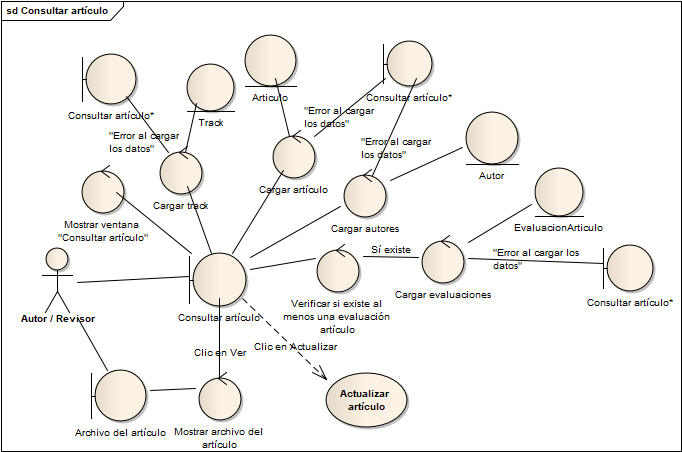 sd Consultar artículo
Consultar artículo*
Track
Articulo
Consultar artículo*
"Error al cargar
los datos"
"Error al cargar
los datos"
"Error al cargar
los datos"
Cargar track
Cargar artículo
Cargar autores
Autor
Mostrar ventana
"Consultar artículo"
EvaluacionArticulo
Sí existe
"Error al cargar los
datos"
Cargar evaluaciones
Consultar artículo*
Verificar si existe al
menos una evaluación
artículo
Consultar artículo
Autor / Revisor
Clic en Ver
Clic en Actualizar
Actualizar
artículo
Archivo del artículo
Mostrar archivo del
artículo